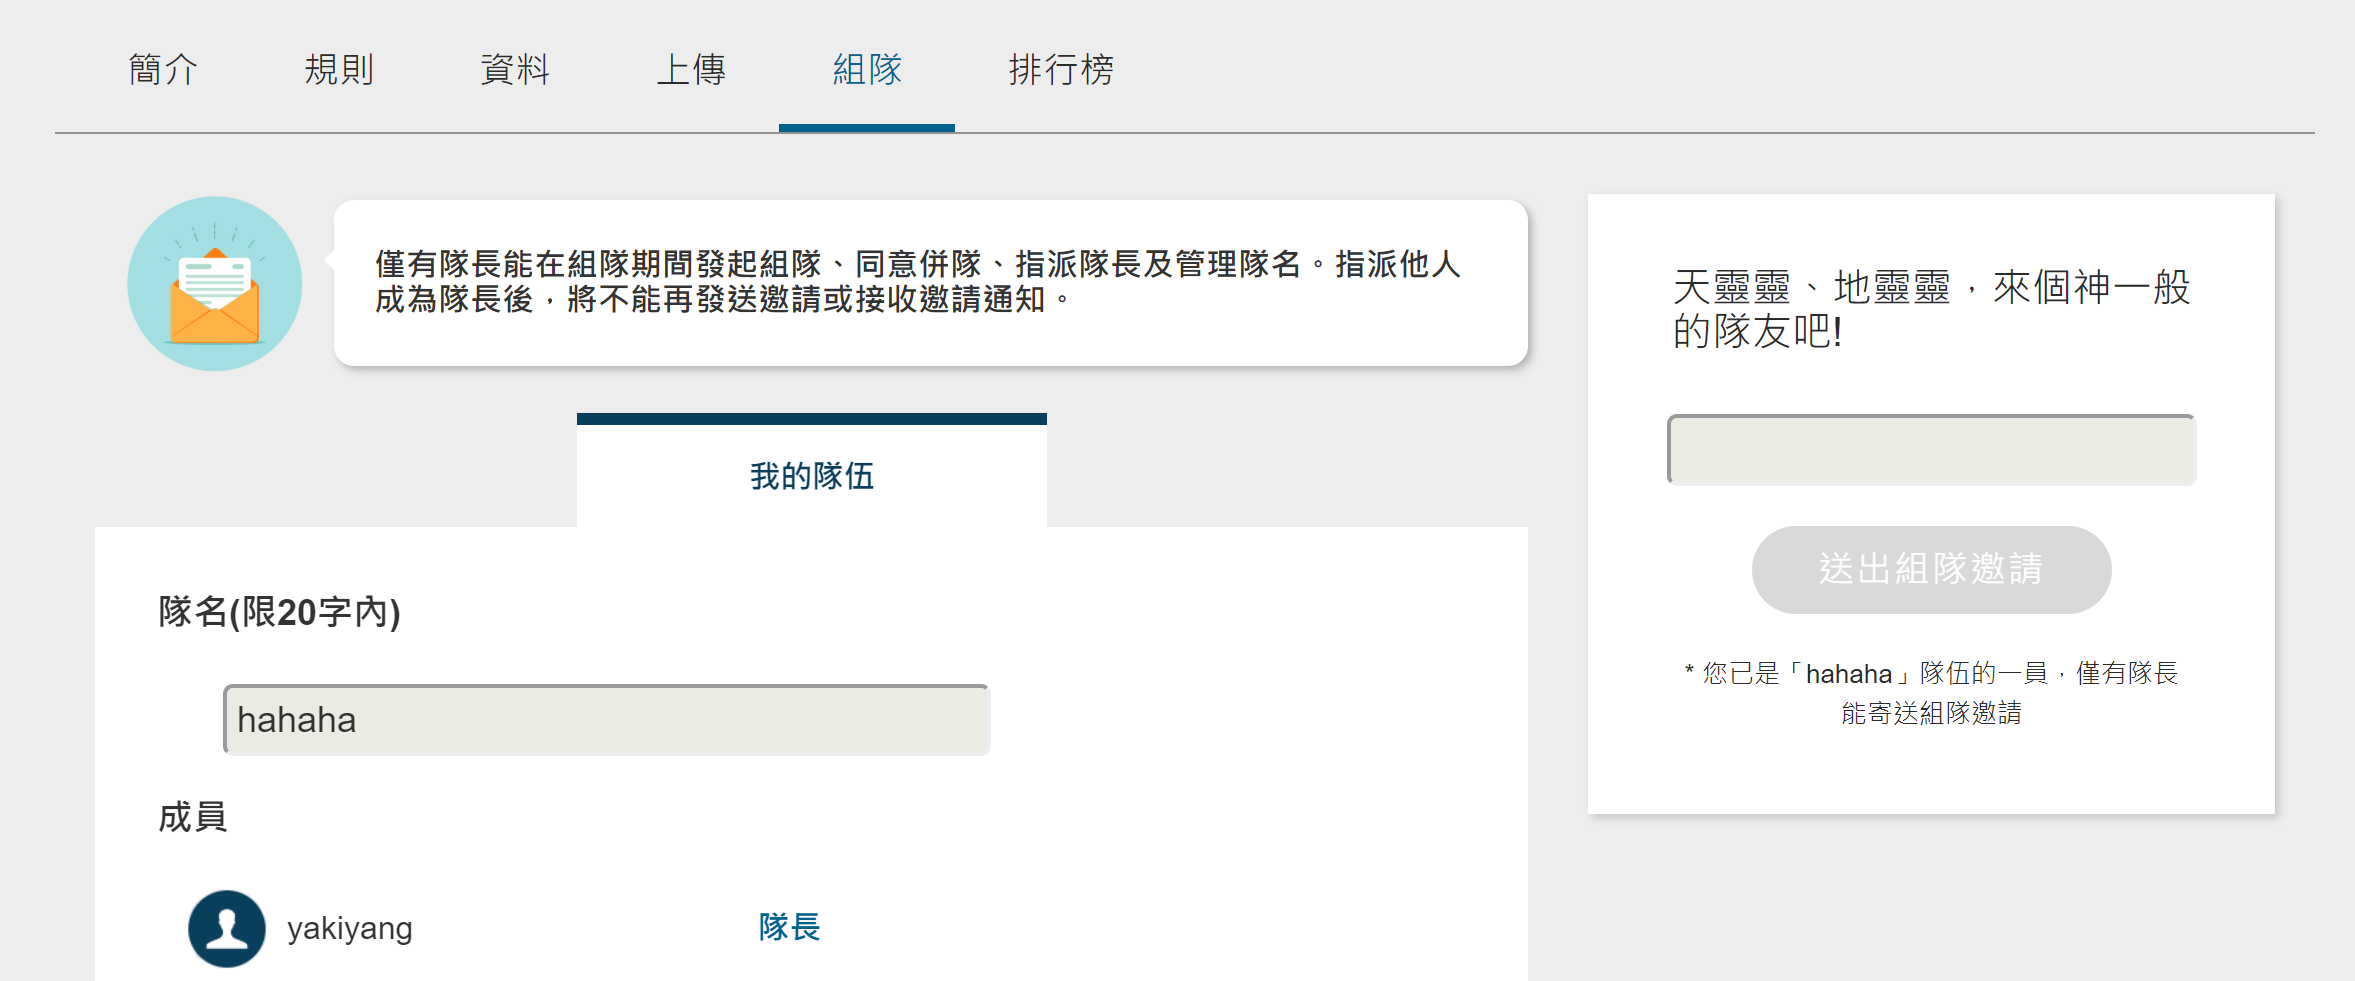 簡介 規則 資料 上傳 組隊 排行榜
僅有隊長能在組隊期間發起組隊、同意併隊、指派隊長及管理隊名。指派他人
成為隊長後，將不能再發送邀請或接收邀請通知。
我的隊伍
隊名(限20字內)
hahaha
成員
yakiyang 隊長
天靈靈、地靈靈，來個神一般
的隊友吧!
送出組隊邀請
* 您已是「hahaha」隊伍的一員，僅有隊長
能寄送組隊邀請